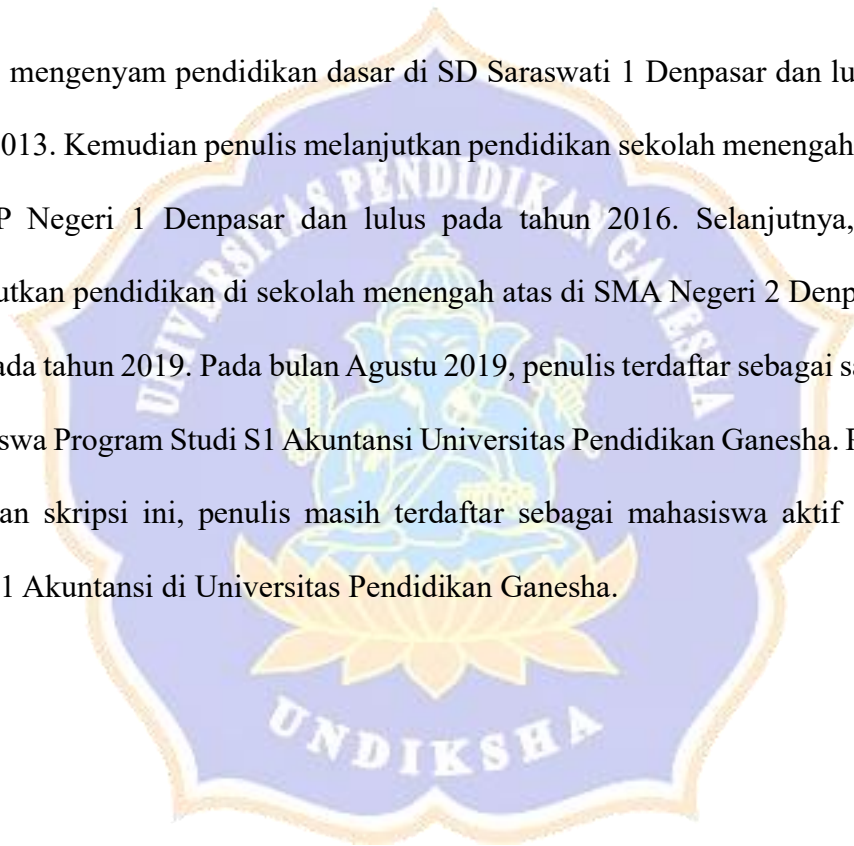 mengenyam pendidikan dasar di SD Saraswati 1 Denpasar dan lu
013. Kemudian penulis melanjutkan pendidikan sekolah menengah
P Negeri 1 Denpasar dan lulus pada tahun 2016. Selanjutnya,
utkan pendidikan di sekolah menengah atas di SMA Negeri 2 Denp
ada tahun 2019. Pada bulan Agustu 2019, penulis terdaftar sebagai sa
swa Program Studi S1 Akuntansi Universitas Pendidikan Ganesha.
an skripsi ini, penulis masih terdaftar sebagai mahasiswa aktif
1 Akuntansi di Universitas Pendidikan Ganesha.
UNIVERSITAS PENDIDIKAN GANESHA
UNDIKSHA